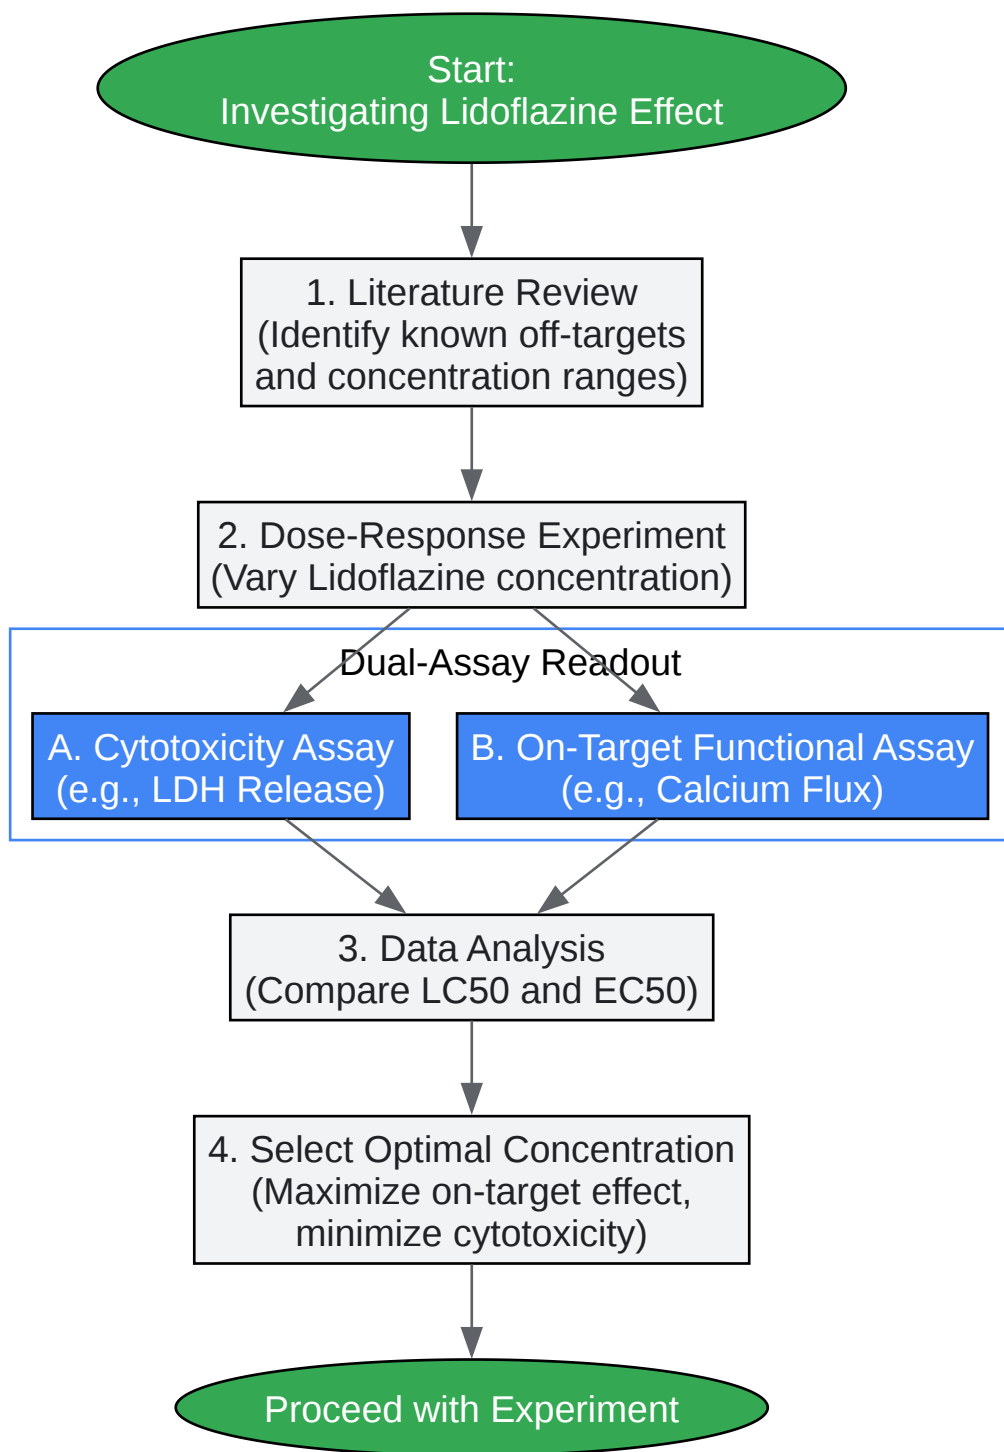 Start:
Investigating Lidoflazine Effect
1. Literature Review
(Identify known off-targets
and concentration ranges)
2. Dose-Response Experiment
(Vary Lidoflazine concentration)
Dual-Assay Readout
A. Cytotoxicity Assay
(e.g., LDH Release)
B. On-Target Functional Assay
(e.g., Calcium Flux)
3. Data Analysis
(Compare LC50 and EC50)
4. Select Optimal Concentration
(Maximize on-target effect,
minimize cytotoxicity)
Proceed with Experiment